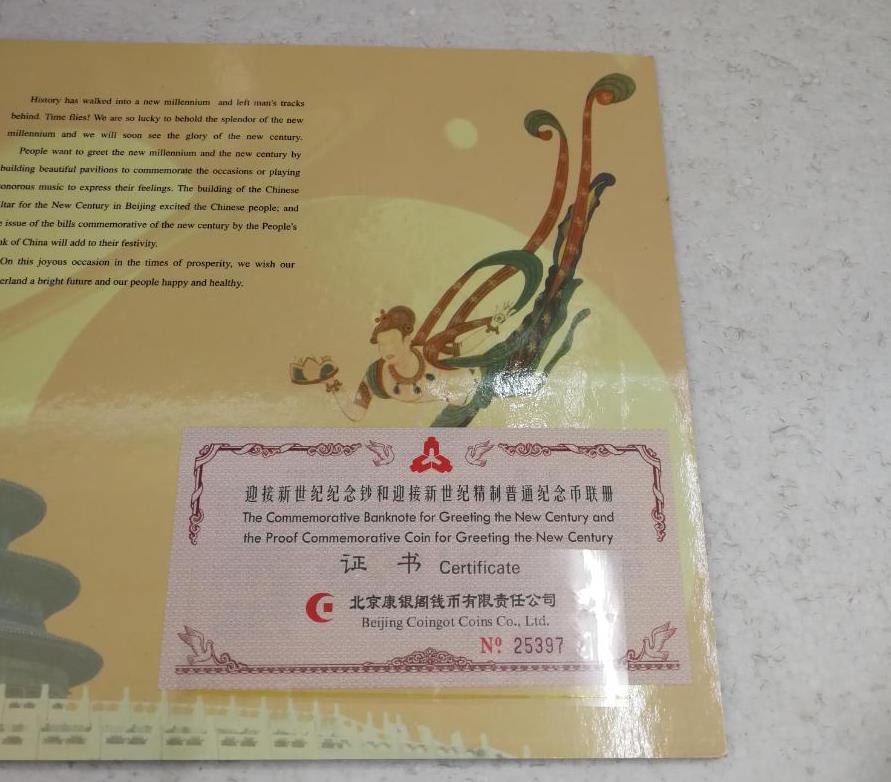 History has walked into a new millennium and left man's tracks
behind. Time flies! We are so lucky to behold the splendor of the new
millennium and we will soon see the glory of the new century.
People want to greet the new millennium and the new century by
building beautiful pavilions to commemorate the occasions or playing
onorous music to express their feelings. The building of the Chinese
ltar for the New Century in Beijing excited the Chinese people; and
e issue of the bills commemorative of the new century by the People's
nk of China will add to their festivity.
On this joyous occasion in the times of prosperity, we wish our
erland a bright future and our people happy and healthy.
迎接新世纪纪念钞和迎接新世纪精制普通纪念币联册
The Commemorative Banknote for Greeting the New Century and
the Proof Commemorative Coin for Greeting the New Century
证 书 Certificate
北京康银阁钱币有限责任公司
Beijing Coingot Coins Co., Ltd.
Nº 25397